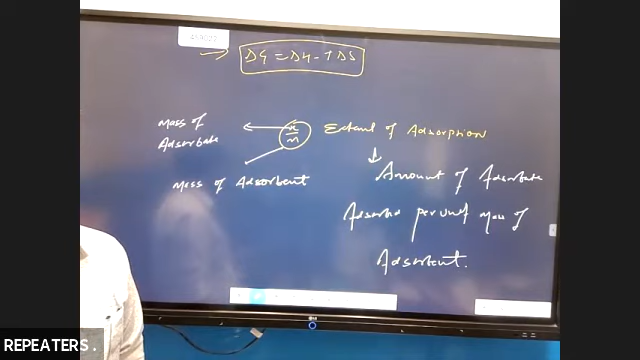 ΔG = ΔH - TΔS
x/m Extent of Adsorption
Mass of
Adsorbate
Mass of Adsorbent
Amount of Adsorbate
Adsorbed per unit Mass of
Adsorbent.
LG
REPEATERS .